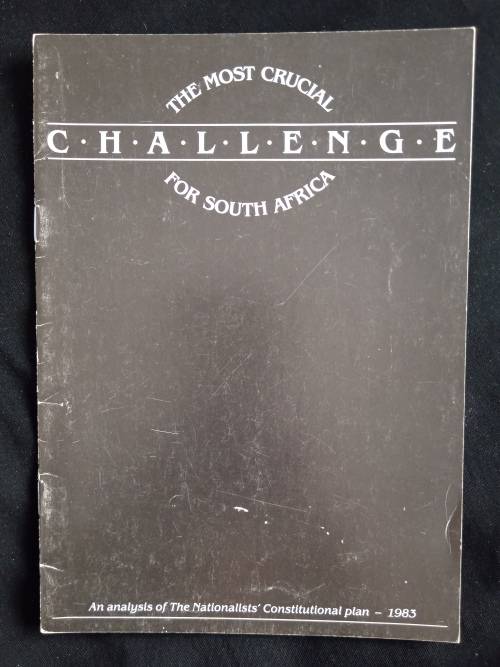 THE MOST CRUCIAL
C·H·A·L·L·E·N·G·E
FOR SOUTH AFRICA
An analysis of The Nationalists' Constitutional plan – 1983